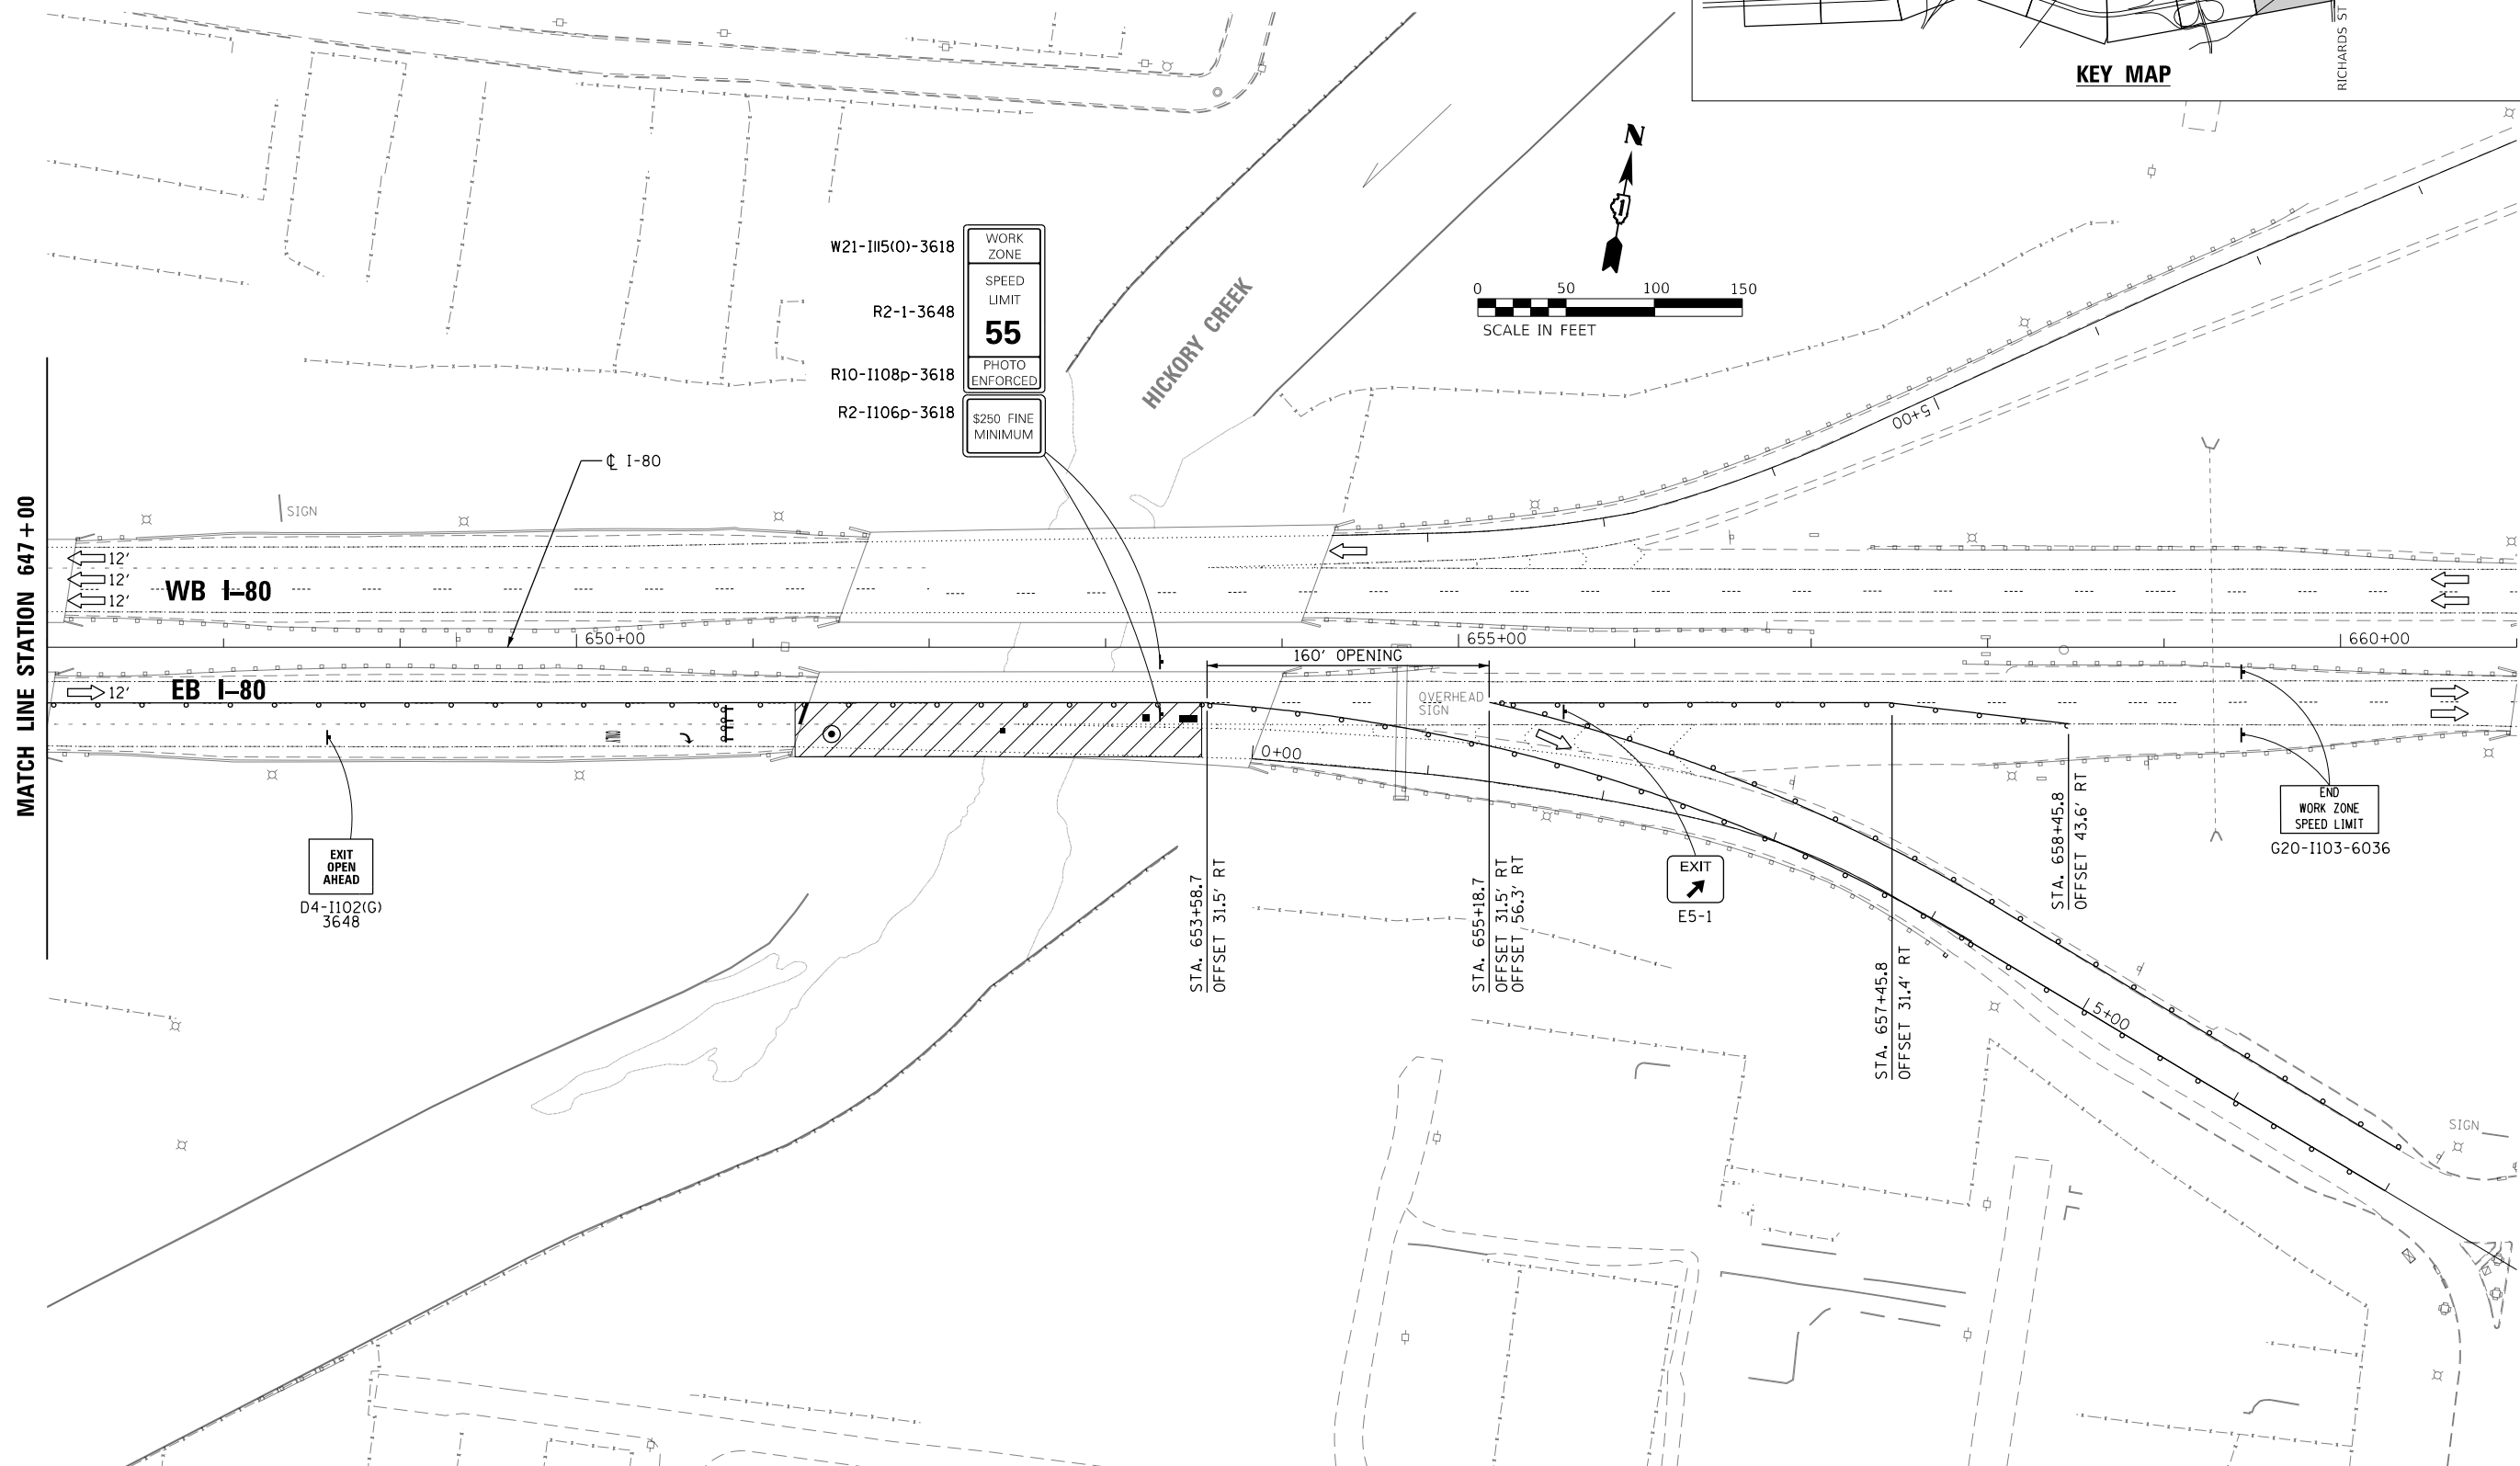 RICHARDS ST
KEY MAP
N
1
0 50 100 150
SCALE IN FEET
W21-I115(O)-3618
WORK
ZONE
R2-1-3648
SPEED
LIMIT
55
R10-I108p-3618
PHOTO
ENFORCED
R2-I106p-3618
$250 FINE
MINIMUM
HICKORY CREEK
5+00
℄ I-80
SIGN
MATCH LINE STATION 647+00
12'
12'
12'
WB I-80
650+00
655+00
660+00
160' OPENING
12'
EB I-80
OVERHEAD
SIGN
0+00
EXIT
OPEN
AHEAD
D4-I102(G)
3648
STA. 653+58.7
OFFSET 31.5' RT
STA. 655+18.7
OFFSET 31.5' RT
OFFSET 56.3' RT
EXIT
E5-1
STA. 657+45.8
OFFSET 31.4' RT
STA. 658+45.8
OFFSET 43.6' RT
END
WORK ZONE
SPEED LIMIT
G20-I103-6036
5+00
SIGN